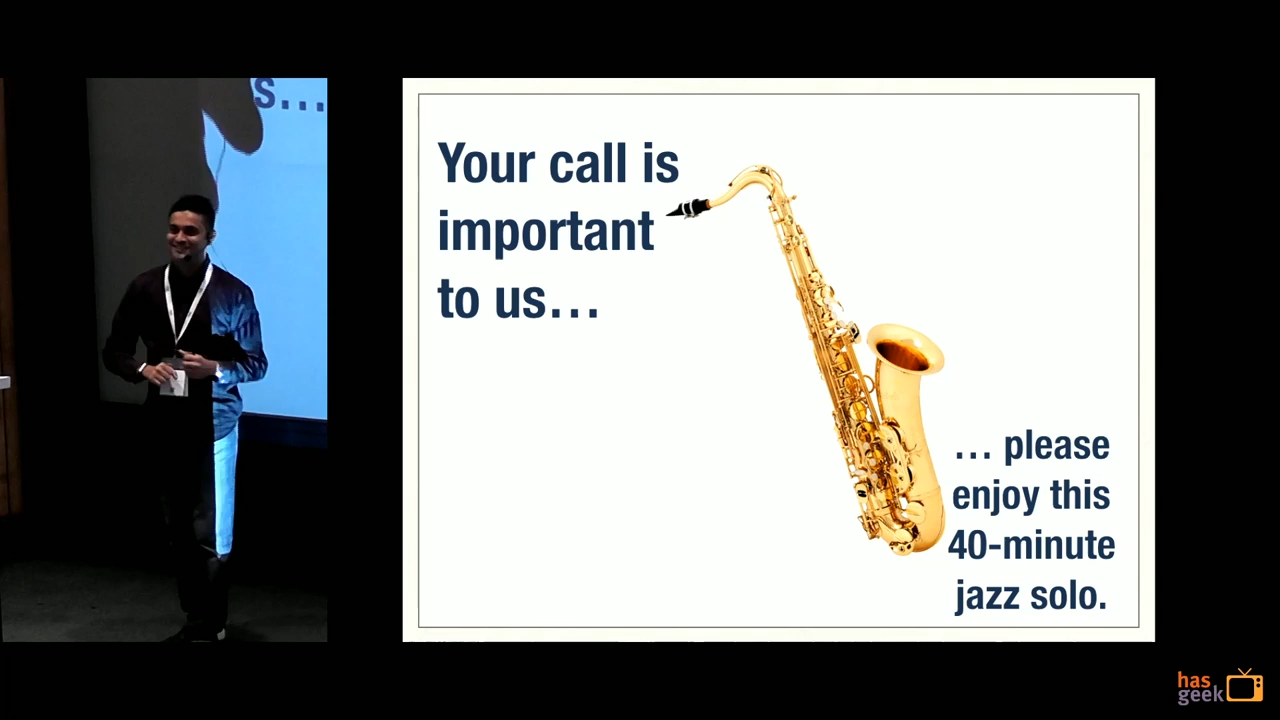 s...
Your call is
important
to us...
... please
enjoy this
40-minute
jazz solo.
has
geek